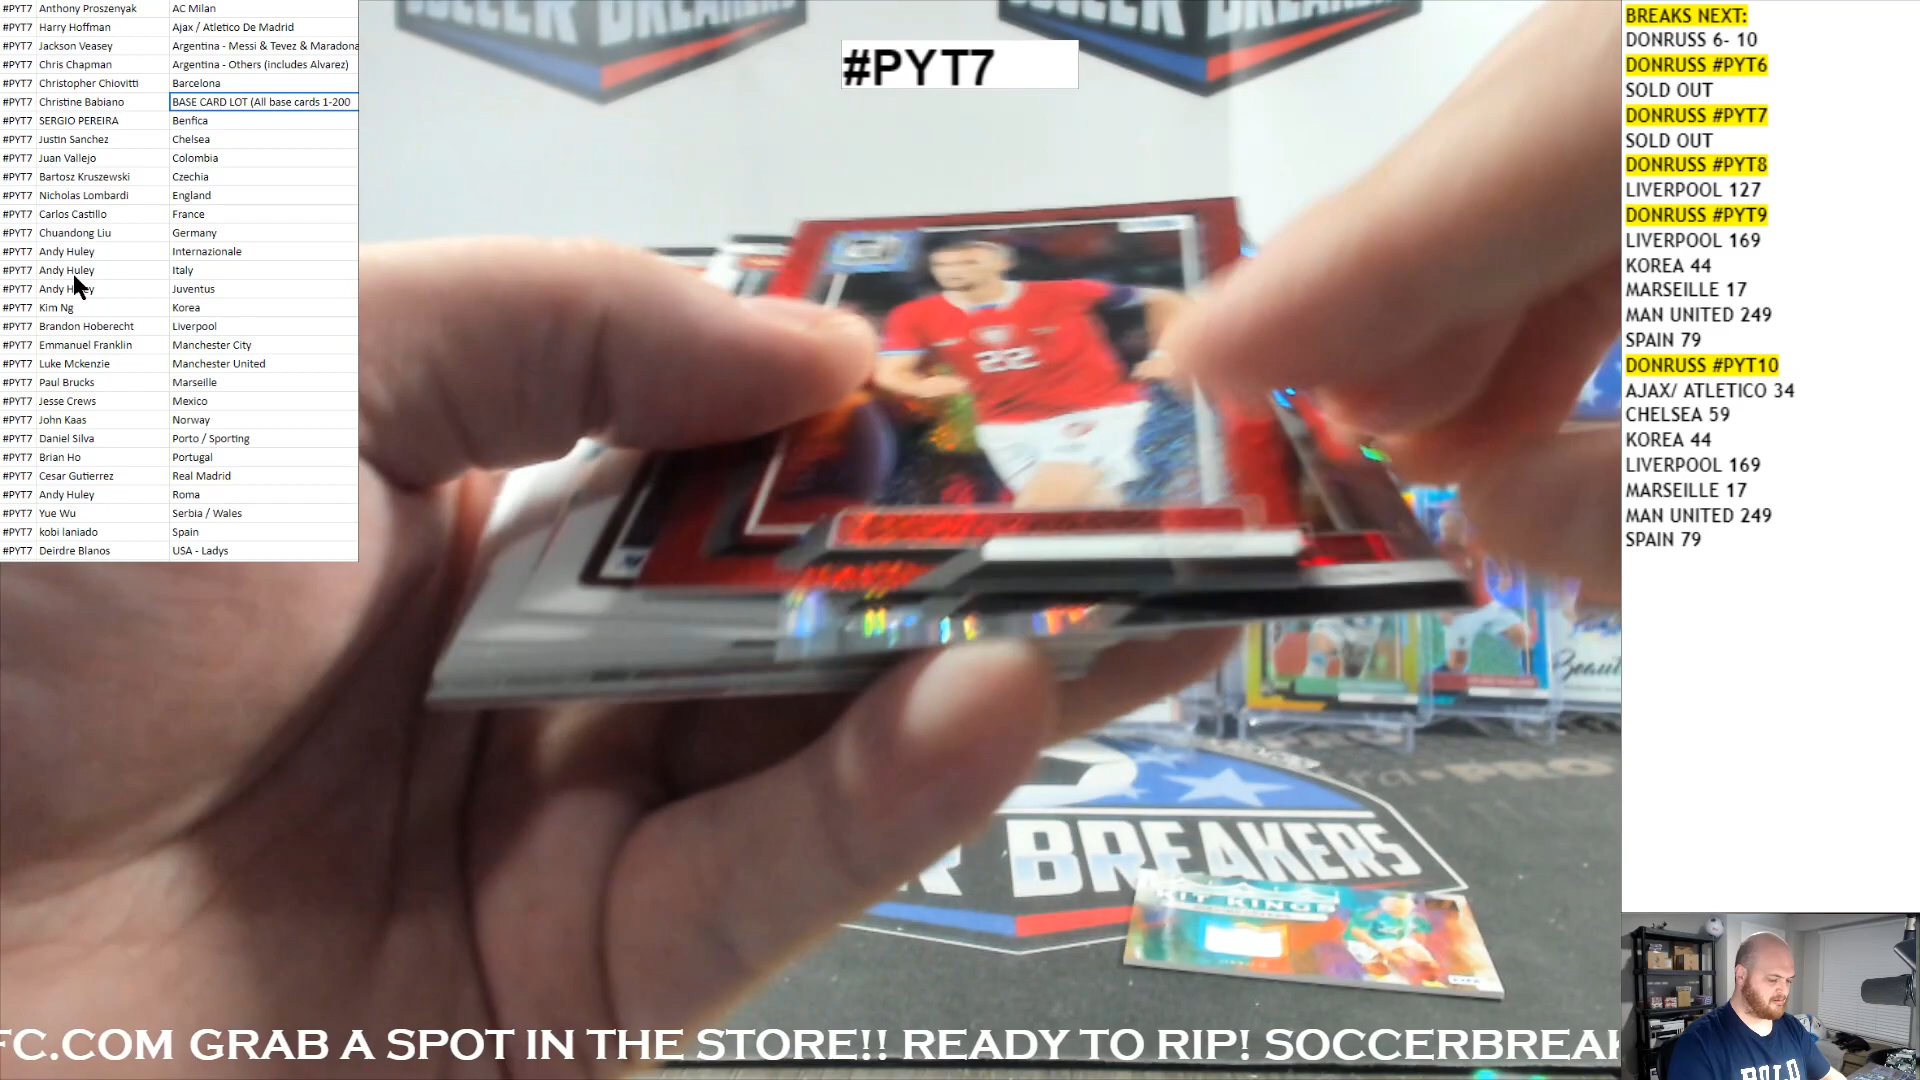 #PYT7 Anthony Proszenyak AC Milan
#PYT7 Harry Hoffman Ajax / Atletico De Madrid
#PYT7 Jackson Veasey Argentina - Messi & Tevez & Maradona
#PYT7 Chris Chapman Argentina - Others (includes Alvarez)
#PYT7 Christopher Chiovitti Barcelona
#PYT7 Christine Babiano BASE CARD LOT (All base cards 1-200
#PYT7 SERGIO PEREIRA Benfica
#PYT7 Justin Sanchez Chelsea
#PYT7 Juan Vallejo Colombia
#PYT7 Bartosz Kruszewski Czechia
#PYT7 Nicholas Lombardi England
#PYT7 Carlos Castillo France
#PYT7 Chuandong Liu Germany
#PYT7 Andy Huley Internazionale
#PYT7 Andy Huley Italy
#PYT7 Andy Huley Juventus
#PYT7 Kim Ng Korea
#PYT7 Brandon Hoberecht Liverpool
#PYT7 Emmanuel Franklin Manchester City
#PYT7 Luke Mckenzie Manchester United
#PYT7 Paul Brucks Marseille
#PYT7 Jesse Crews Mexico
#PYT7 John Kaas Norway
#PYT7 Daniel Silva Porto / Sporting
#PYT7 Brian Ho Portugal
#PYT7 Cesar Gutierrez Real Madrid
#PYT7 Andy Huley Roma
#PYT7 Yue Wu Serbia / Wales
#PYT7 kobi laniado Spain
#PYT7 Deirdre Blanos USA - Ladys
SOCCER BREAKERS
#PYT7
22
BREAKERS
KIT KINGS
BREAKS NEXT:
DONRUSS 6- 10
DONRUSS #PYT6
SOLD OUT
DONRUSS #PYT7
SOLD OUT
DONRUSS #PYT8
LIVERPOOL 127
DONRUSS #PYT9
LIVERPOOL 169
KOREA 44
MARSEILLE 17
MAN UNITED 249
SPAIN 79
DONRUSS #PYT10
AJAX/ ATLETICO 34
CHELSEA 59
KOREA 44
LIVERPOOL 169
MARSEILLE 17
MAN UNITED 249
SPAIN 79
POLO
FC.COM GRAB A SPOT IN THE STORE!! READY TO RIP! SOCCERBREAK